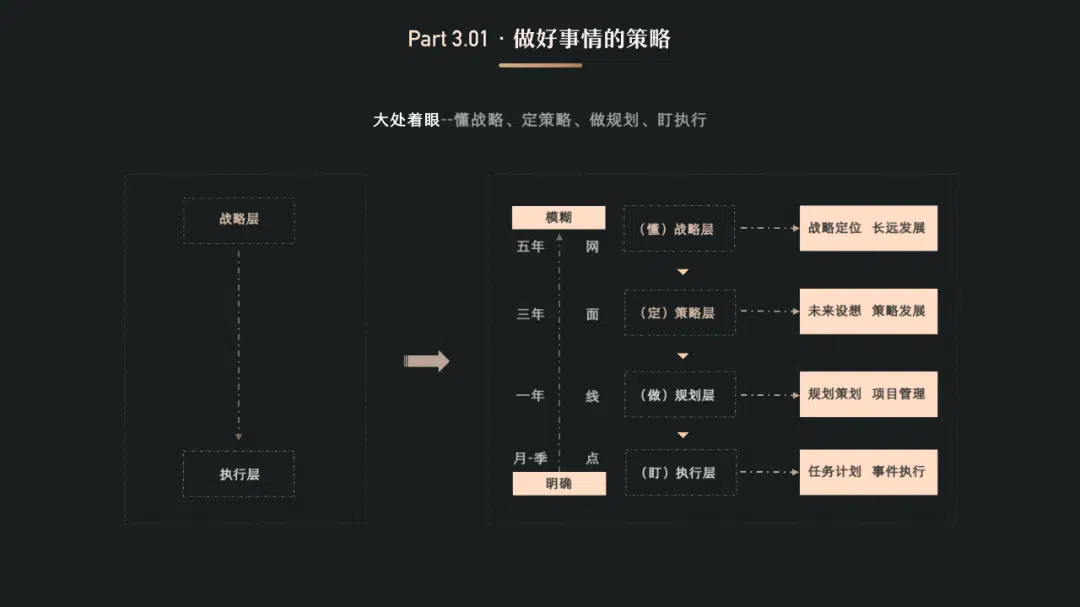 Part 3.01 · 做好事情的策略
大处着眼--懂战略、定策略、做规划、盯执行
战略层
执行层
模糊
五年 网
(懂)战略层
战略定位 长远发展
三年 面
(定)策略层
未来设想 策略发展
一年 线
(做)规划层
规划策划 项目管理
月-季 点
明确
(盯)执行层
任务计划 事件执行